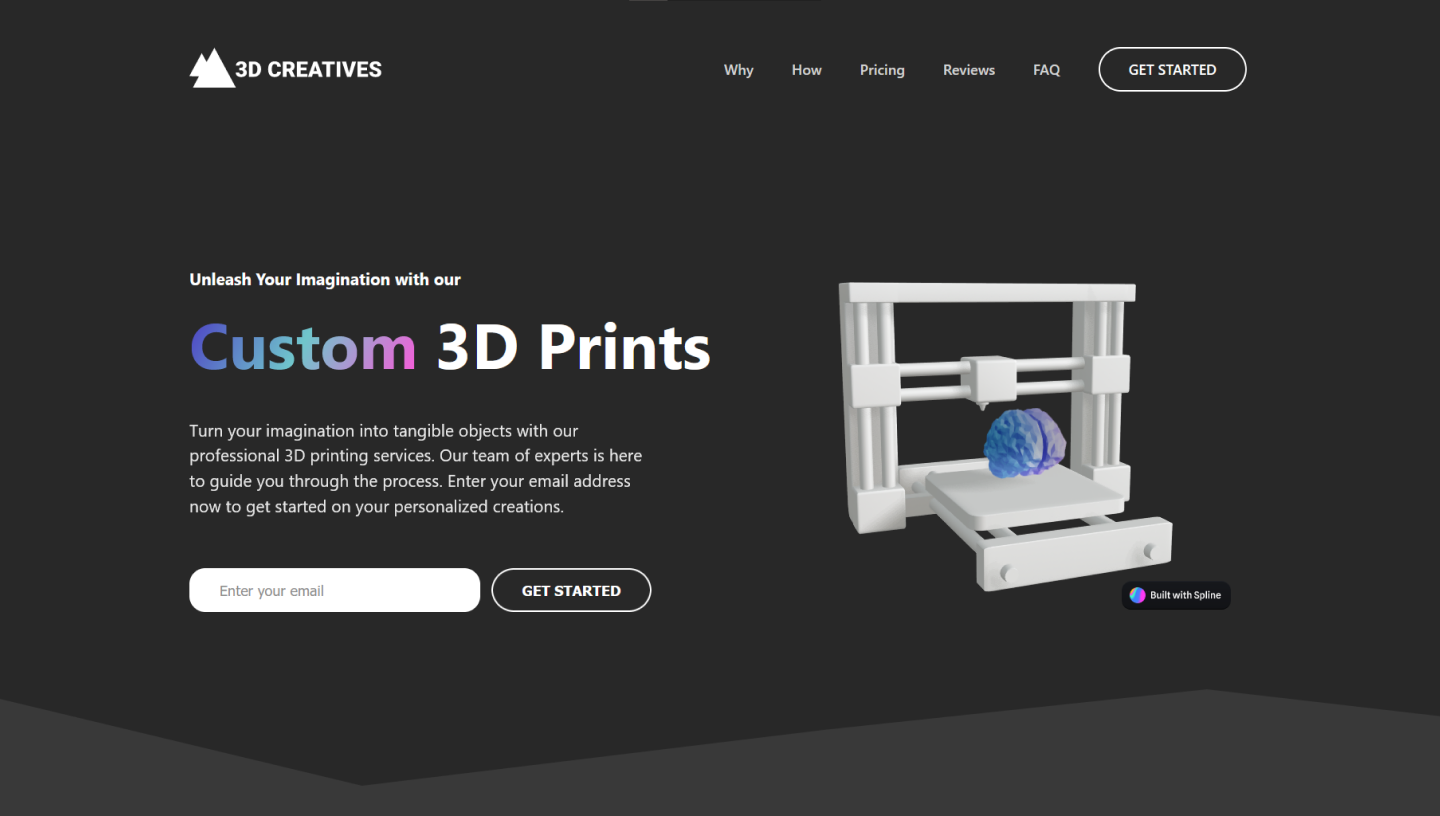 3D CREATIVES
Why
How
Pricing
Reviews
FAQ
GET STARTED
Unleash Your Imagination with our
Custom 3D Prints
Turn your imagination into tangible objects with our
professional 3D printing services. Our team of experts is here
to guide you through the process. Enter your email address
now to get started on your personalized creations.
Enter your email
GET STARTED
Built with Spline